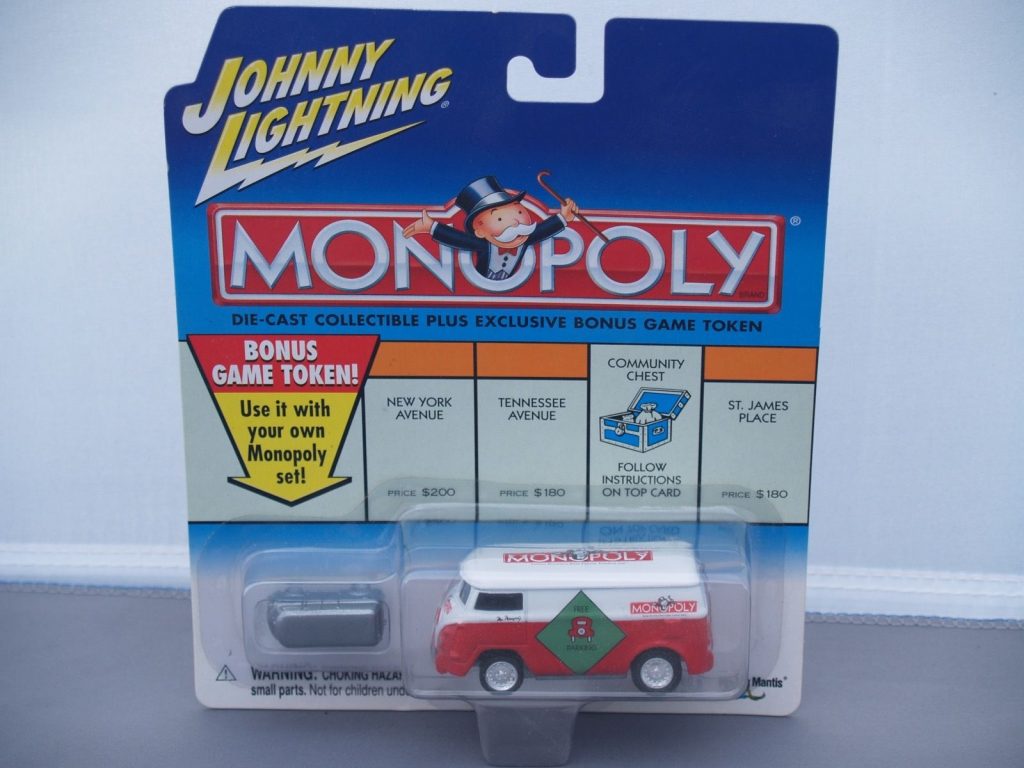 JOHNNY
LIGHTNING®
MONOPOLY®
BRAND
DIE-CAST COLLECTIBLE PLUS EXCLUSIVE BONUS GAME TOKEN
BONUS
GAME TOKEN!
Use it with
your own
Monopoly
set!
NEW YORK
AVENUE
PRICE $200
TENNESSEE
AVENUE
PRICE $180
COMMUNITY
CHEST
FOLLOW
INSTRUCTIONS
ON TOP CARD
ST. JAMES
PLACE
PRICE $180
MONOPOLY
FREE
PARKING
MONOPOLY
WARNING: CHOKING HAZA
small parts. Not for children und
Mantis®